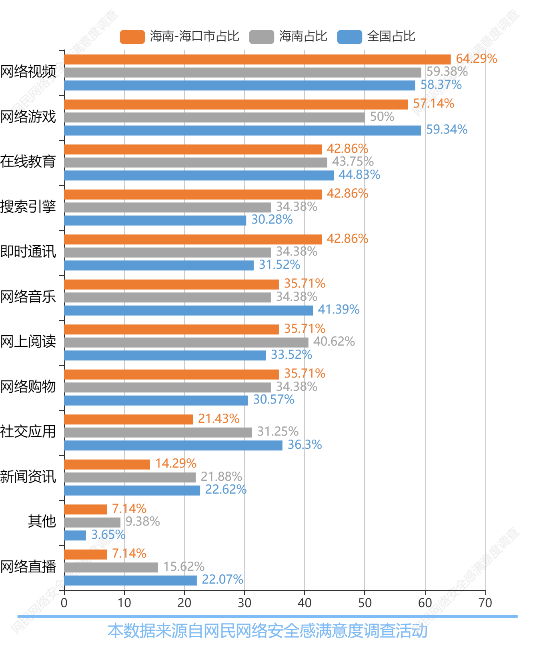 海南-海口市占比 海南占比 全国占比
网络视频 64.29% 59.38% 58.37%
网络游戏 57.14% 50% 59.34%
在线教育 42.86% 43.75% 44.83%
搜索引擎 42.86% 34.38% 30.28%
即时通讯 42.86% 34.38% 31.52%
网络音乐 35.71% 34.38% 41.39%
网上阅读 35.71% 40.62% 33.52%
网络购物 35.71% 34.38% 30.57%
社交应用 21.43% 31.25% 36.3%
新闻资讯 14.29% 21.88% 22.62%
其他 7.14% 9.38% 3.65%
网络直播 7.14% 15.62% 22.07%
0 10 20 30 40 50 60 70
本数据来源自网民网络安全感满意度调查活动